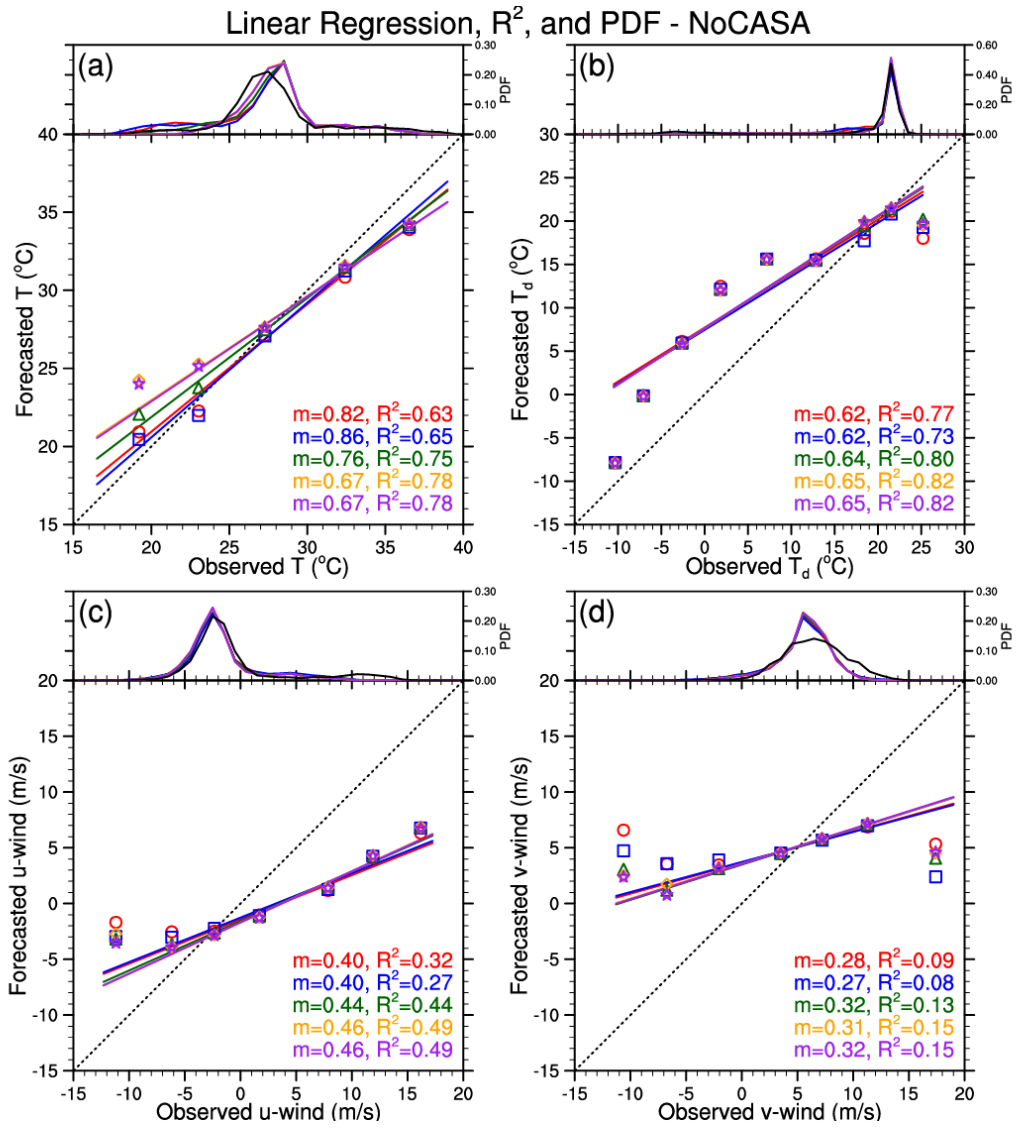 Linear Regression, R², and PDF - NoCASA
(a)
0.30
0.20
0.10
0.00
PDF
40
35
30
25
20
15
Forecasted T (°C)
m=0.82, R²=0.63
m=0.86, R²=0.65
m=0.76, R²=0.75
m=0.67, R²=0.78
m=0.67, R²=0.78
15 20 25 30 35 40
Observed T (°C)
(b)
0.60
0.40
0.20
0.00
PDF
30
25
20
15
10
5
0
-5
-10
-15
Forecasted Td (°C)
m=0.62, R²=0.77
m=0.62, R²=0.73
m=0.64, R²=0.80
m=0.65, R²=0.82
m=0.65, R²=0.82
-15 -10 -5 0 5 10 15 20 25 30
Observed Td (°C)
(c)
0.30
0.20
0.10
0.00
PDF
20
15
10
5
0
-5
-10
-15
Forecasted u-wind (m/s)
m=0.40, R²=0.32
m=0.40, R²=0.27
m=0.44, R²=0.44
m=0.46, R²=0.49
m=0.46, R²=0.49
-15 -10 -5 0 5 10 15 20
Observed u-wind (m/s)
(d)
0.30
0.20
0.10
0.00
PDF
20
15
10
5
0
-5
-10
-15
Forecasted v-wind (m/s)
m=0.28, R²=0.09
m=0.27, R²=0.08
m=0.32, R²=0.13
m=0.31, R²=0.15
m=0.32, R²=0.15
-15 -10 -5 0 5 10 15 20
Observed v-wind (m/s)